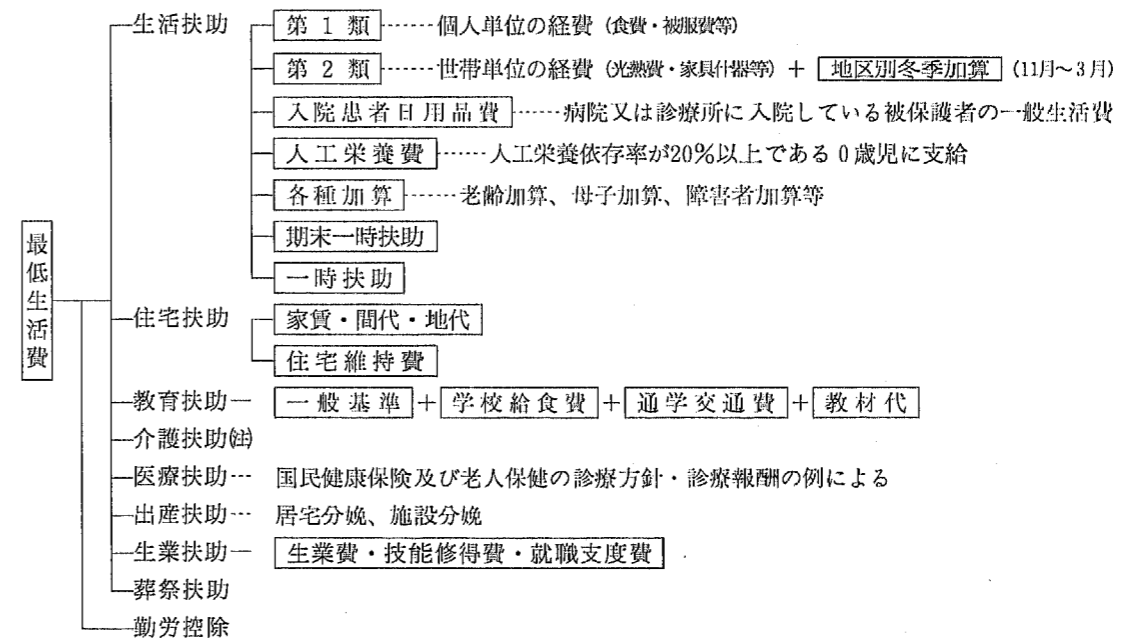 最低生活費
生活扶助
第1類……個人単位の経費(食費・被服費等)
第2類……世帯単位の経費(光熱費・家具什器等)+地区別冬季加算(11月~3月)
入院患者日用品費……病院又は診療所に入院している被保護者の一般生活費
人工栄養費……人工栄養依存率が20%以上である0歳児に支給
各種加算……老齢加算、母子加算、障害者加算等
期末一時扶助
一時扶助
住宅扶助
家賃・間代・地代
住宅維持費
教育扶助 一般基準+学校給食費+通学交通費+教材代
介護扶助(注)
医療扶助… 国民健康保険及び老人保健の診療方針・診療報酬の例による
出産扶助… 居宅分娩、施設分娩
生業扶助 生業費・技能修得費・就職支度費
葬祭扶助
勤労控除